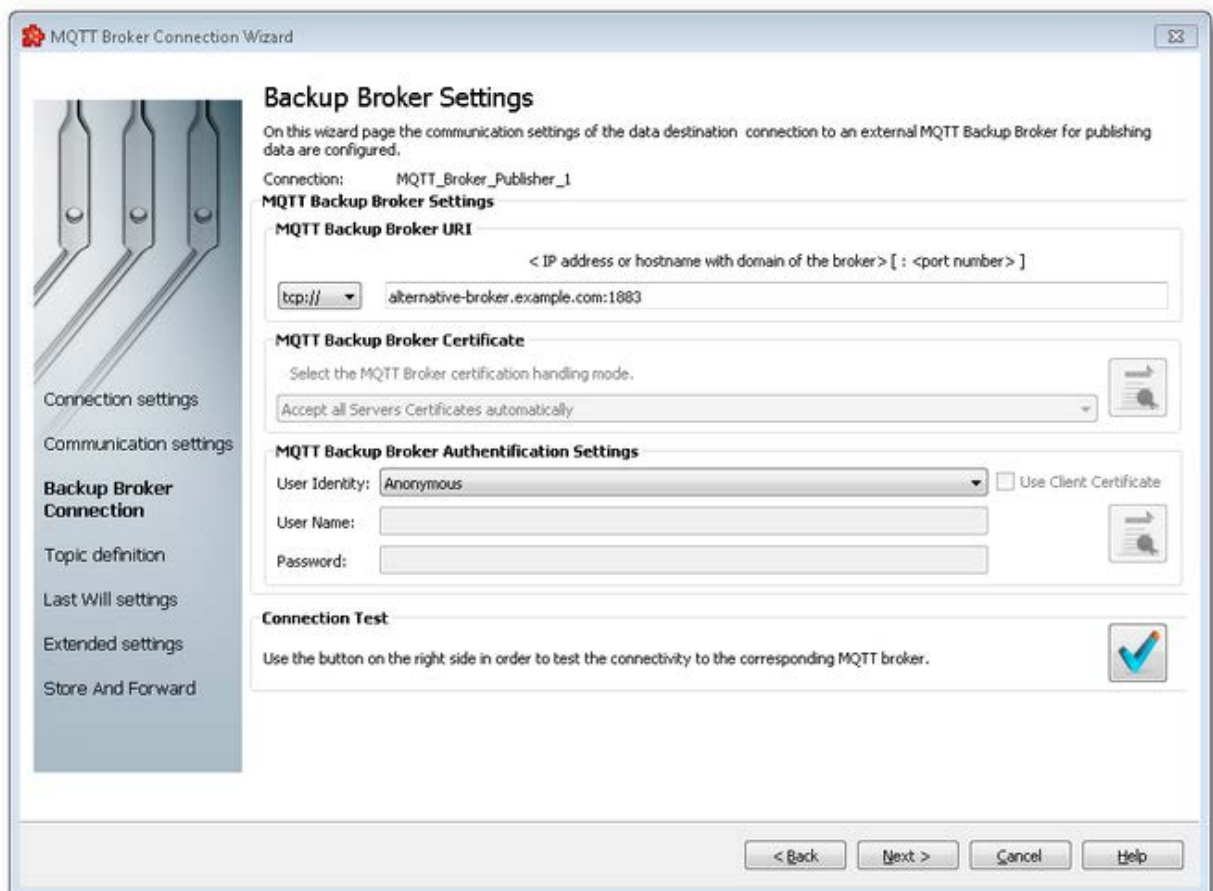 MQTT Broker Connection Wizard
Backup Broker Settings
On this wizard page the communication settings of the data destination connection to an external MQTT Backup Broker for publishing
data are configured.
Connection: MQTT_Broker_Publisher_1
MQTT Backup Broker Settings
MQTT Backup Broker URI
< IP address or hostname with domain of the broker> [ : <port number> ]
tcp:// alternative-broker.example.com:1883
MQTT Backup Broker Certificate
Select the MQTT Broker certification handling mode.
Accept all Servers Certificates automatically
MQTT Backup Broker Authentification Settings
User Identity: Anonymous Use Client Certificate
User Name:
Password:
Connection Test
Use the button on the right side in order to test the connectivity to the corresponding MQTT broker.
Connection settings
Communication settings
Backup Broker
Connection
Topic definition
Last Will settings
Extended settings
Store And Forward
< Back Next > Cancel Help